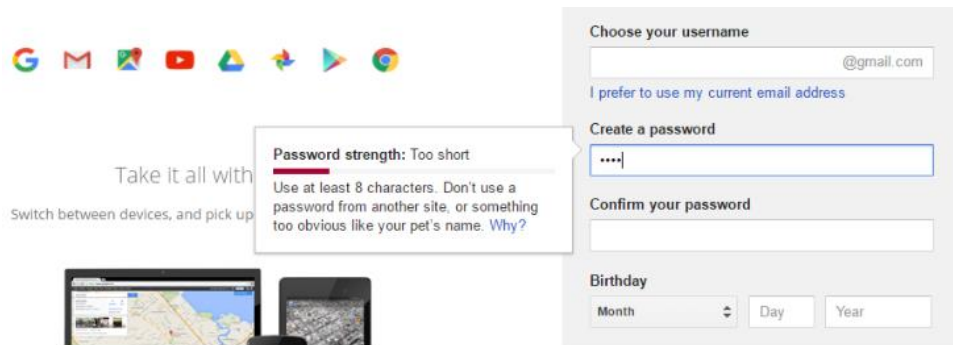 Choose your username
@gmail.com
I prefer to use my current email address
Create a password
••••
Confirm your password
Birthday
Month Day Year
Password strength: Too short
Use at least 8 characters. Don't use a
password from another site, or something
too obvious like your pet's name. Why?
Take it all with
Switch between devices, and pick up